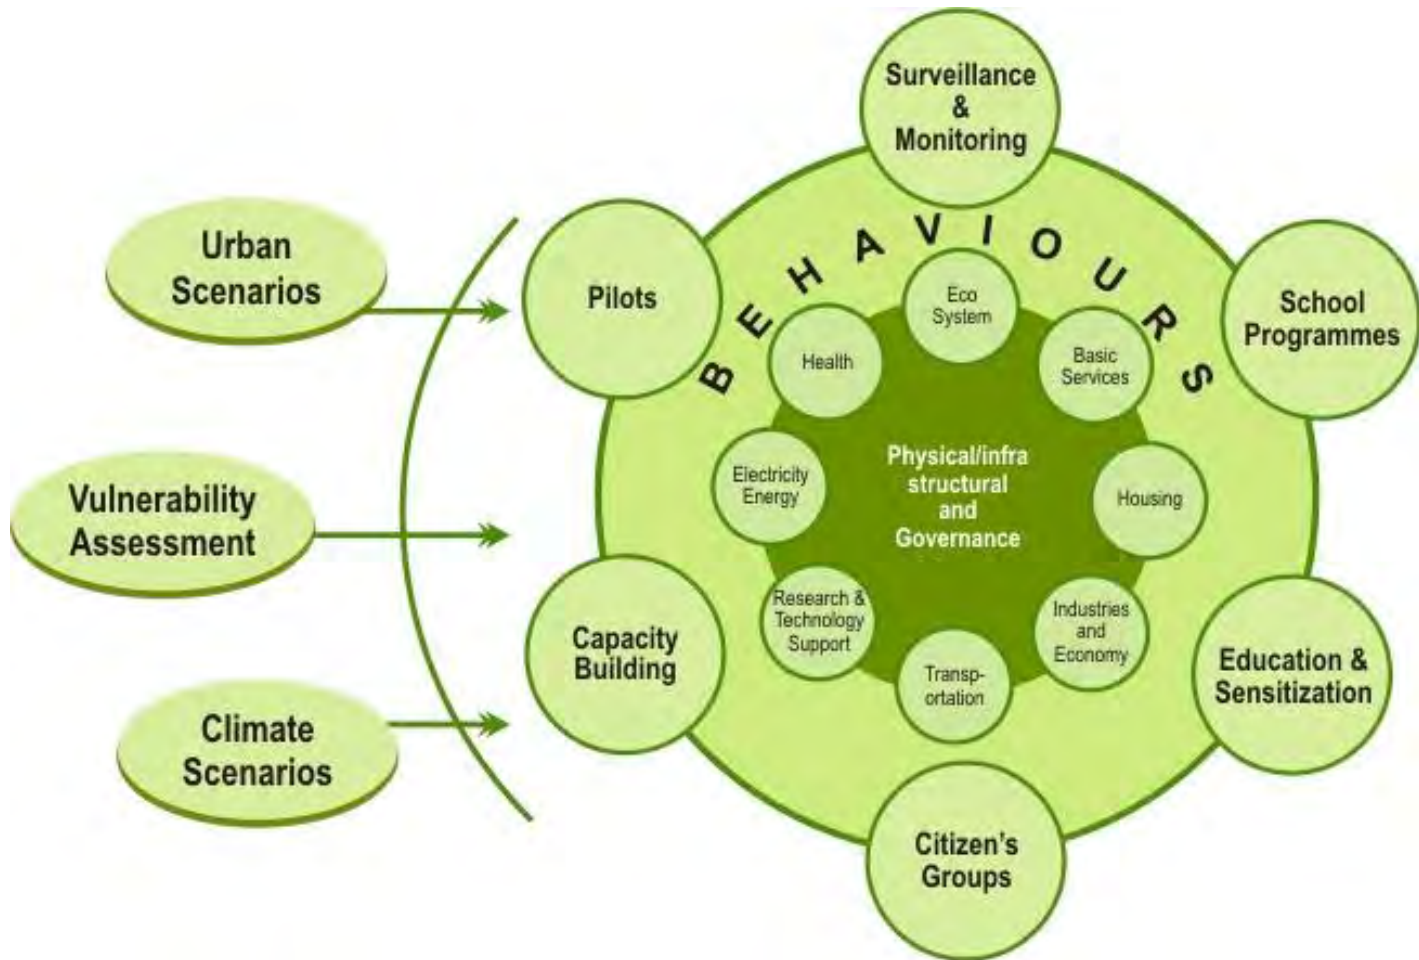 Surveillance
&
Monitoring
Urban
Scenarios
Pilots
BEHAVIOURS
School
Programmes
Eco
System
Health
Basic
Services
Vulnerability
Assessment
Electricity
Energy
Physical/infra
structural
and
Governance
Housing
Research &
Technology
Support
Industries
and
Economy
Transp-
ortation
Capacity
Building
Education &
Sensitization
Climate
Scenarios
Citizen's
Groups